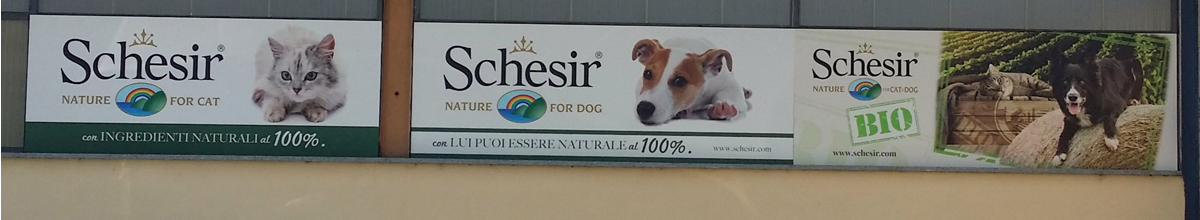 Schesir®
NATURE FOR CAT
con INGREDIENTI NATURALI al 100%.
Schesir®
NATURE FOR DOG
con LUI PUOI ESSERE NATURALE al 100%. www.schesir.com
Schesir®
NATURE FOR CAT·DOG
BIO
www.schesir.com